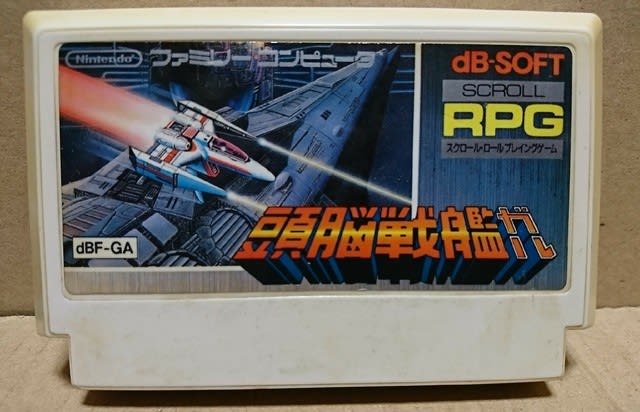 Nintendo
ファミリーコンピュータ
dB-SOFT
SCROLL
RPG
スクロール・ロールプレイングゲーム
頭脳戦艦ガル
dBF-GA